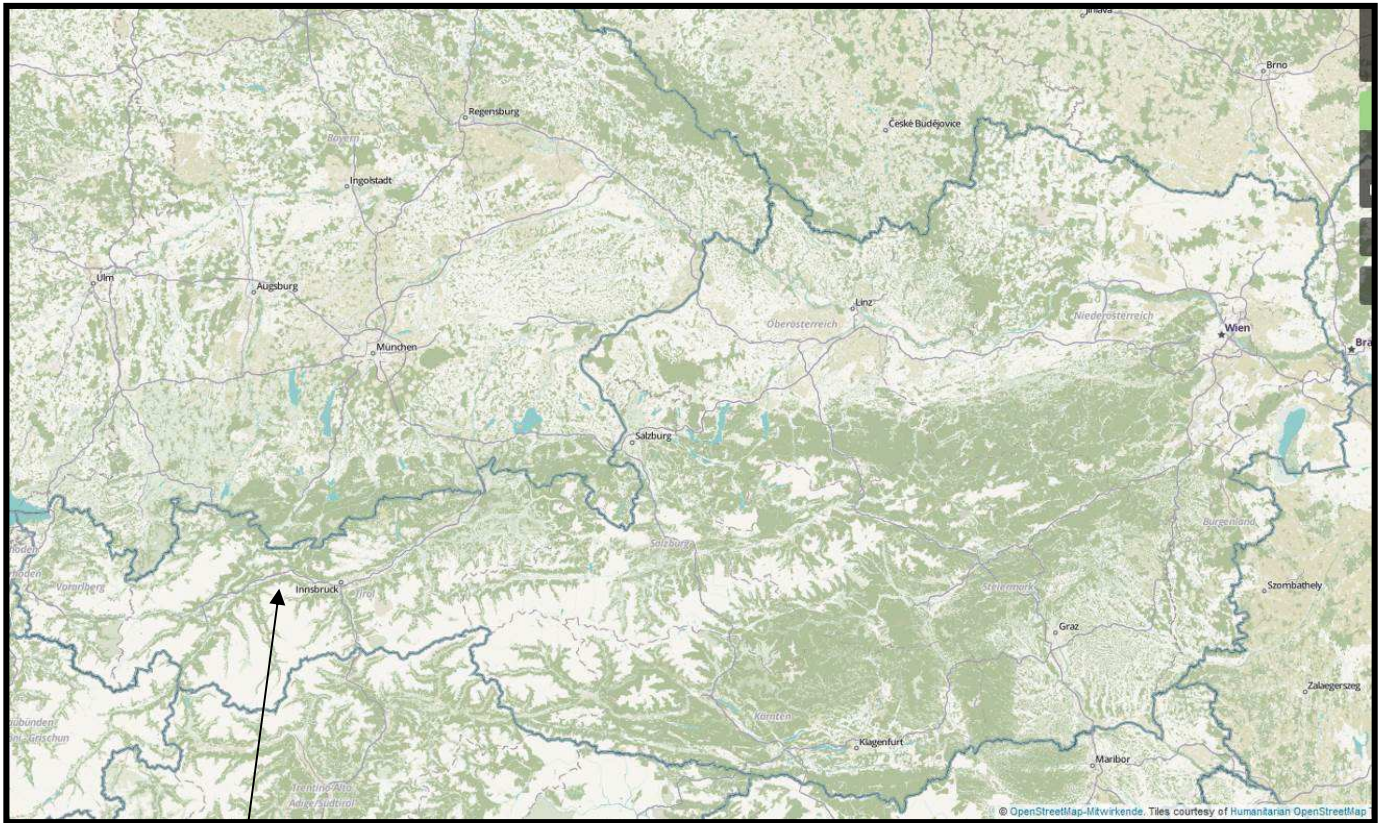 Jihlava
Brno
Regensburg
České Budějovice
Bayern
Ingolstadt
Ulm
Augsburg
Linz
Oberösterreich
Niederösterreich
Wien
München
Bra
Salzburg
Salzburg
Burgenland
rhoden
Vorarlberg
Innsbruck
Tirol
Steiermark
Szombathely
Graz
Zalaegerszeg
Kärnten
Klagenfurt
Maribor
Trentino-Alto
Adige/Südtirol
© OpenStreetMap-Mitwirkende. Tiles courtesy of Humanitarian OpenStreetMap